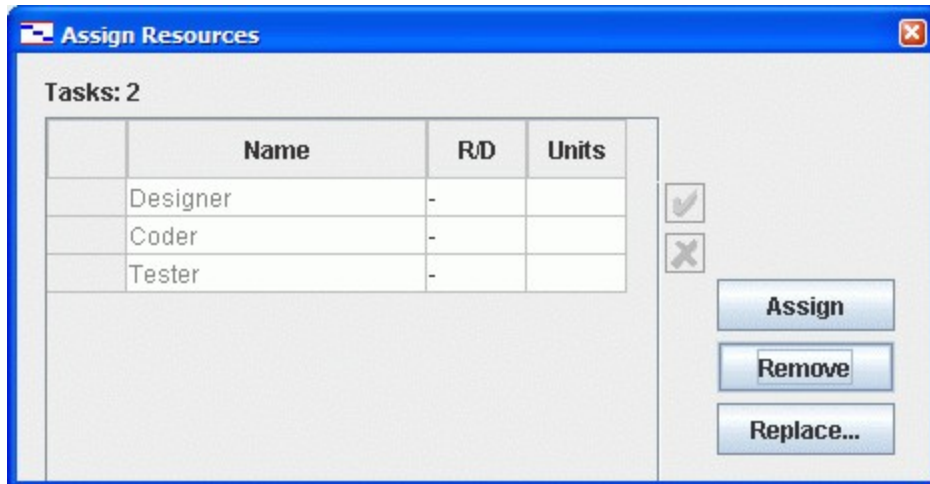 Assign Resources
Tasks: 2
Name R/D Units
Designer -
Coder -
Tester -
Assign
Remove
Replace...